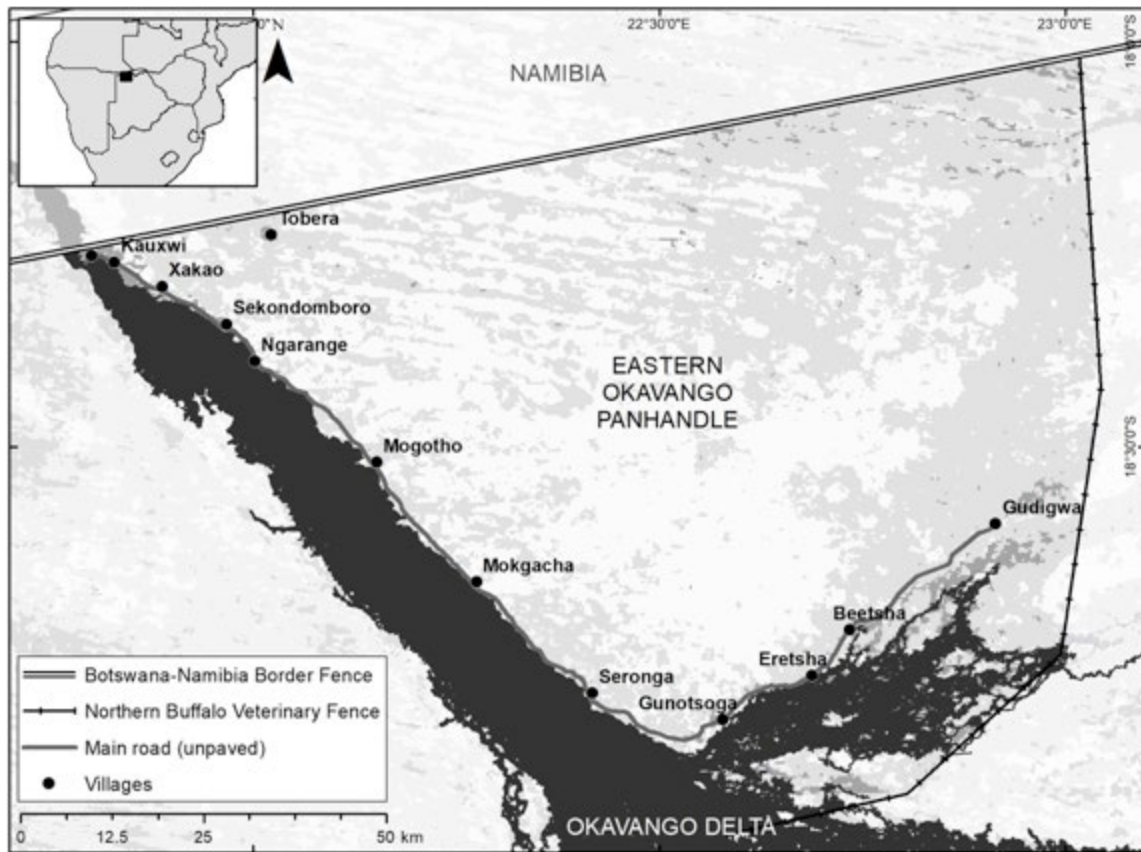 0"N
22°30'0"E
23°0'0"E
18°0'0"S
NAMIBIA
Tobera
Kauxwi
Xakao
Sekondomboro
Ngarange
EASTERN
OKAVANGO
PANHANDLE
18°30'0"S
Mogotho
Gudigwa
Mokgacha
Beetsha
Eretsha
Seronga
Gunotsoga
Botswana-Namibia Border Fence
Northern Buffalo Veterinary Fence
Main road (unpaved)
Villages
0 12.5 25 50 km
OKAVANGO DELTA